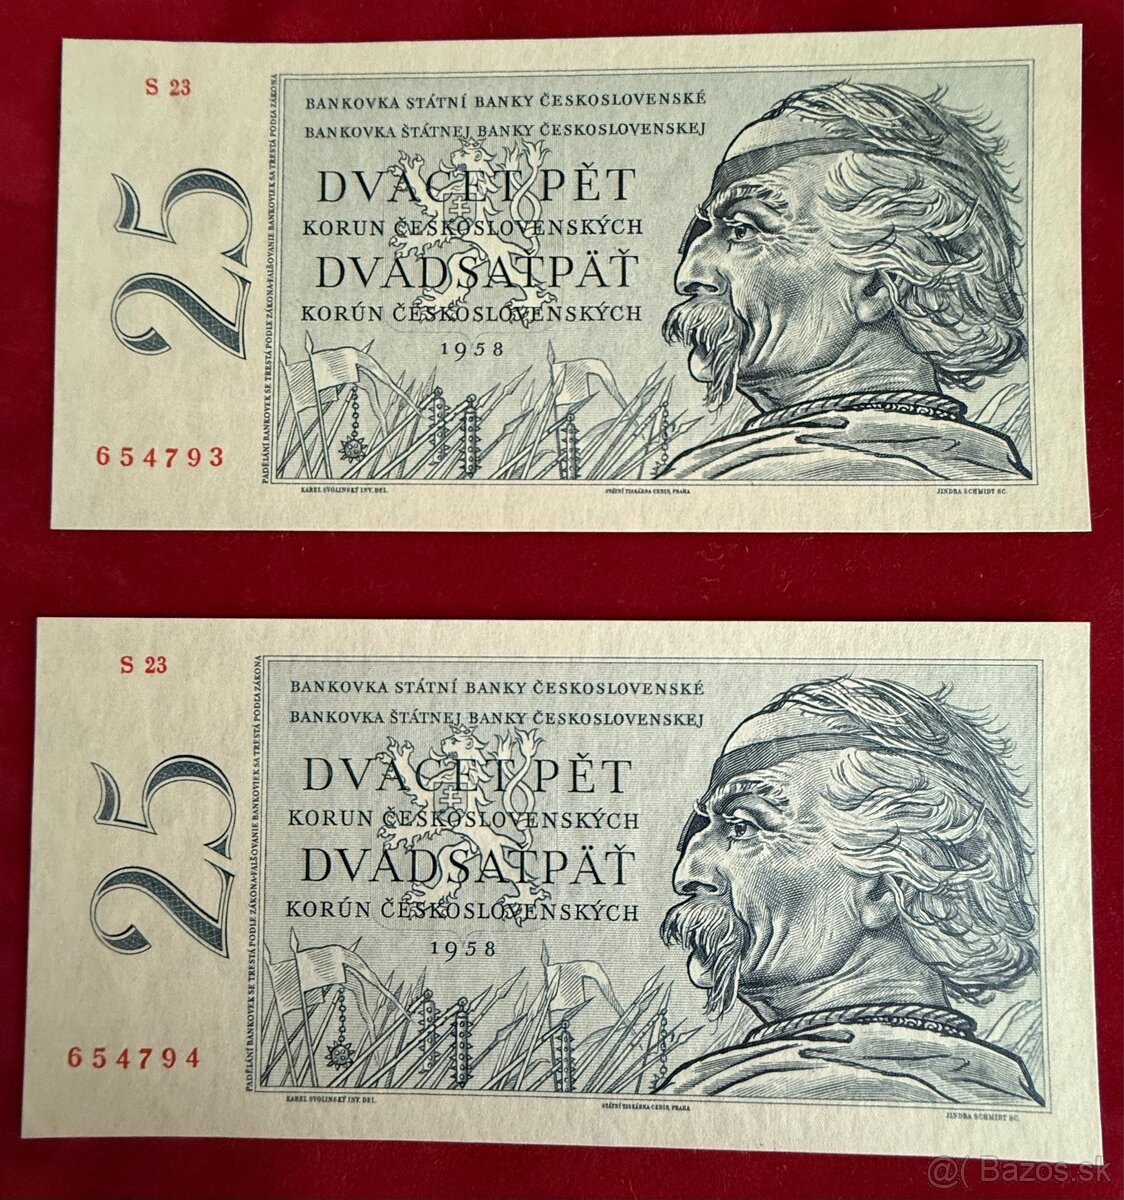 S 23
BANKOVKA STÁTNÍ BANKY ČESKOSLOVENSKÉ
BANKOVKA ŠTÁTNEJ BANKY ČESKOSLOVENSKEJ
DVACET PĚT
KORUN ČESKOSLOVENSKÝCH
DVADSAŤPÄŤ
KORÚN ČESKOSLOVENSKÝCH
1958
25
654793
PADĚLÁNÍ BANKOVEK SE TRESTÁ PODLE ZÁKONA·FALŠOVANIE BANKOVIEK SA TRESTÁ PODĽA ZÁKONA
KAREL SVOLINSKÝ INV. DEL.
STÁTNÍ TISKÁRNA CENIN, PRAHA
JINDRA SCHMIDT SC.
S 23
BANKOVKA STÁTNÍ BANKY ČESKOSLOVENSKÉ
BANKOVKA ŠTÁTNEJ BANKY ČESKOSLOVENSKEJ
DVACET PĚT
KORUN ČESKOSLOVENSKÝCH
DVADSAŤPÄŤ
KORÚN ČESKOSLOVENSKÝCH
1958
25
654794
PADĚLÁNÍ BANKOVEK SE TRESTÁ PODLE ZÁKONA·FALŠOVANIE BANKOVIEK SA TRESTÁ PODĽA ZÁKONA
KAREL SVOLINSKÝ INV. DEL.
STÁTNÍ TISKÁRNA CENIN, PRAHA
JINDRA SCHMIDT SC.
@( Bazos.sk